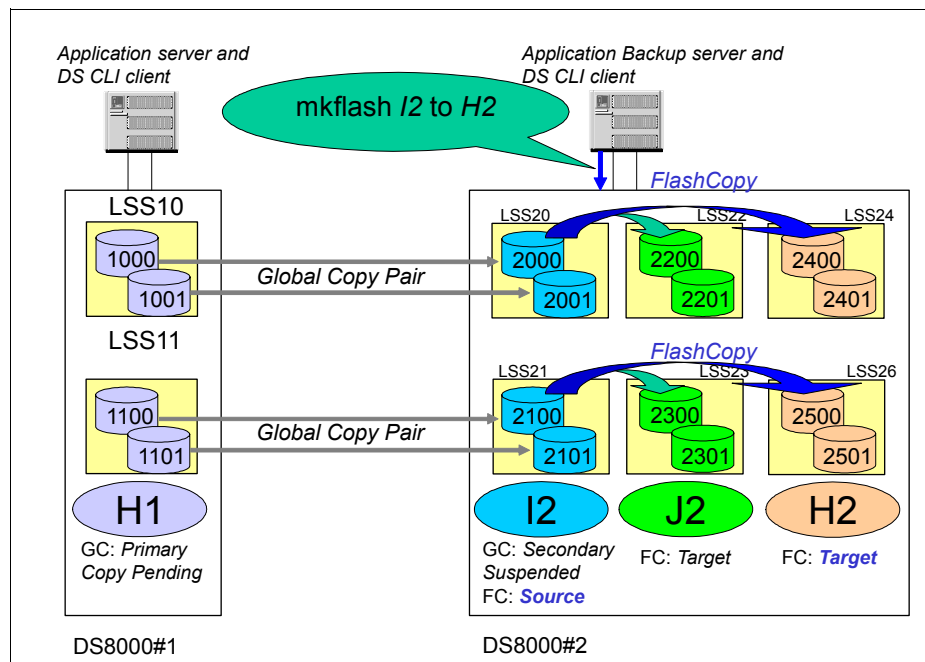 Application server and
DS CLI client
Application Backup server and
DS CLI client
mkflash I2 to H2
FlashCopy
LSS10
LSS20
LSS22
LSS24
1000
1001
Global Copy Pair
2000
2001
2200
2201
2400
2401
LSS11
FlashCopy
LSS21
LSS23
LSS26
1100
1101
Global Copy Pair
2100
2101
2300
2301
2500
2501
H1
I2
J2
H2
GC: Primary
Copy Pending
GC: Secondary
Suspended
FC: Source
FC: Target
FC: Target
DS8000#1
DS8000#2